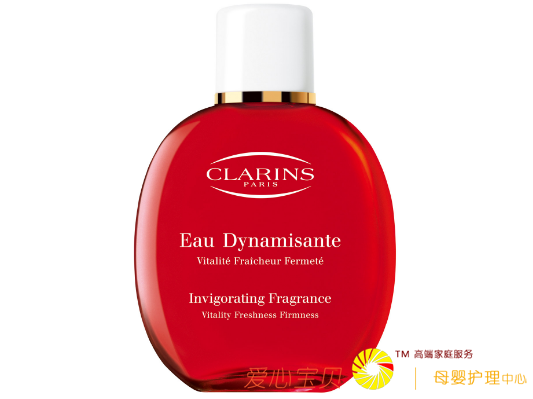 CLARINS
PARIS
Eau Dynamisante
Vitalité Fraîcheur Fermeté
Invigorating Fragrance
Vitality Freshness Firmness
爱心宝贝
TM 高端家庭服务
母婴护理中心